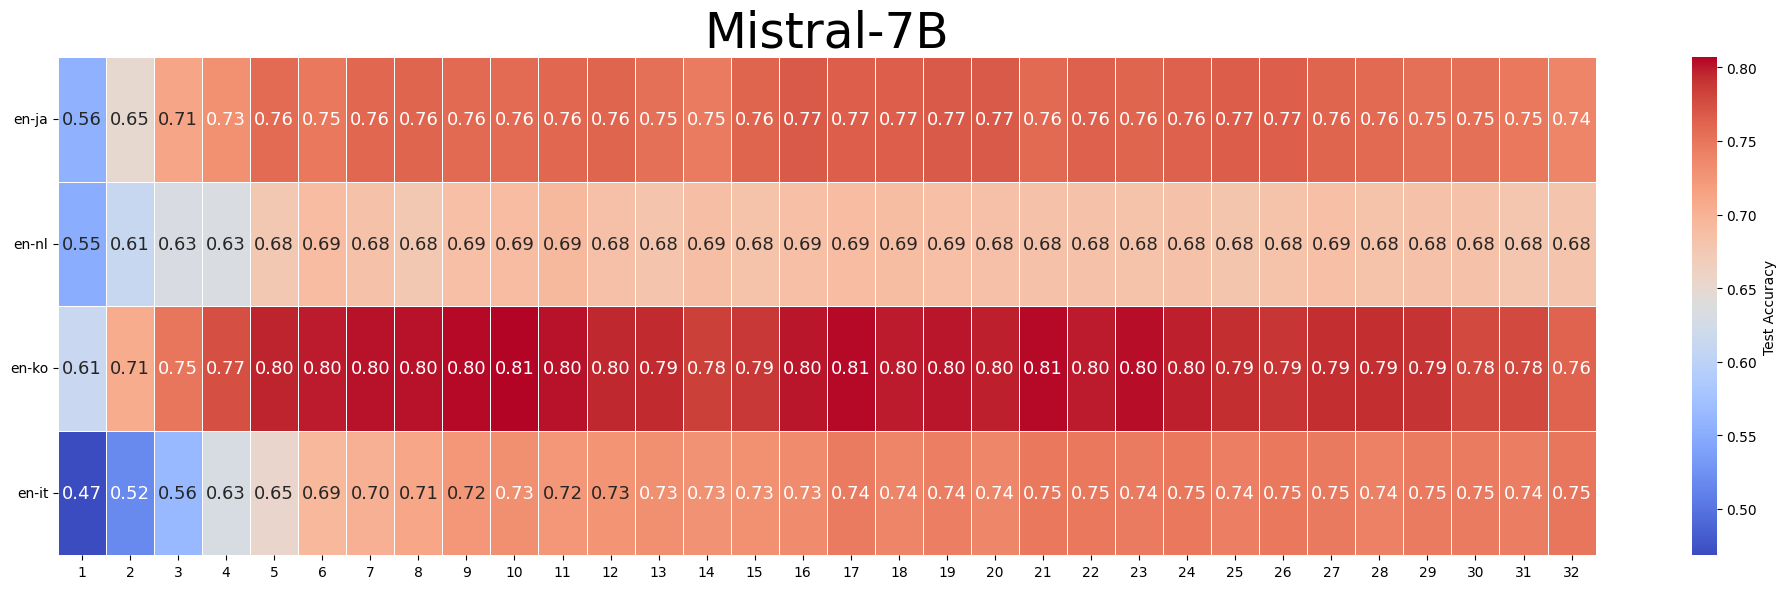 Mistral-7B
en-ja 0.56 0.65 0.71 0.73 0.76 0.75 0.76 0.76 0.76 0.76 0.76 0.76 0.75 0.75 0.76 0.77 0.77 0.77 0.77 0.77 0.76 0.76 0.76 0.76 0.77 0.77 0.76 0.76 0.75 0.75 0.75 0.74
en-nl 0.55 0.61 0.63 0.63 0.68 0.69 0.68 0.68 0.69 0.69 0.69 0.68 0.68 0.69 0.68 0.69 0.69 0.69 0.69 0.68 0.68 0.68 0.68 0.68 0.68 0.68 0.69 0.68 0.68 0.68 0.68 0.68
en-ko 0.61 0.71 0.75 0.77 0.80 0.80 0.80 0.80 0.80 0.81 0.80 0.80 0.79 0.78 0.79 0.80 0.81 0.80 0.80 0.80 0.81 0.80 0.80 0.80 0.79 0.79 0.79 0.79 0.79 0.78 0.78 0.76
en-it 0.47 0.52 0.56 0.63 0.65 0.69 0.70 0.71 0.72 0.73 0.72 0.73 0.73 0.73 0.73 0.73 0.74 0.74 0.74 0.74 0.75 0.75 0.74 0.75 0.74 0.75 0.75 0.74 0.75 0.75 0.74 0.75
1 2 3 4 5 6 7 8 9 10 11 12 13 14 15 16 17 18 19 20 21 22 23 24 25 26 27 28 29 30 31 32
0.80
0.75
0.70
0.65
0.60
0.55
0.50
Test Accuracy